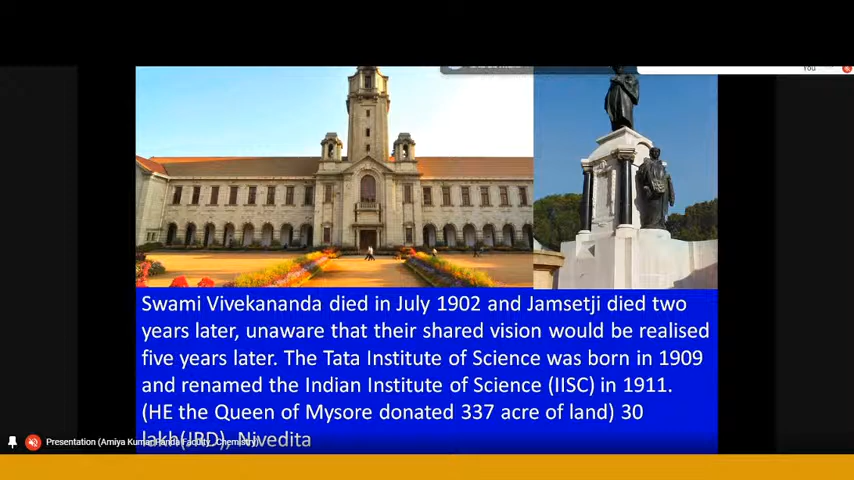 You
Swami Vivekananda died in July 1902 and Jamsetji died two
years later, unaware that their shared vision would be realised
five years later. The Tata Institute of Science was born in 1909
and renamed the Indian Institute of Science (IISC) in 1911.
(HE the Queen of Mysore donated 337 acre of land) 30
lakh(JRD), Nivedita
Presentation (Amiya Kumar Panda Faculty, Chemistry)